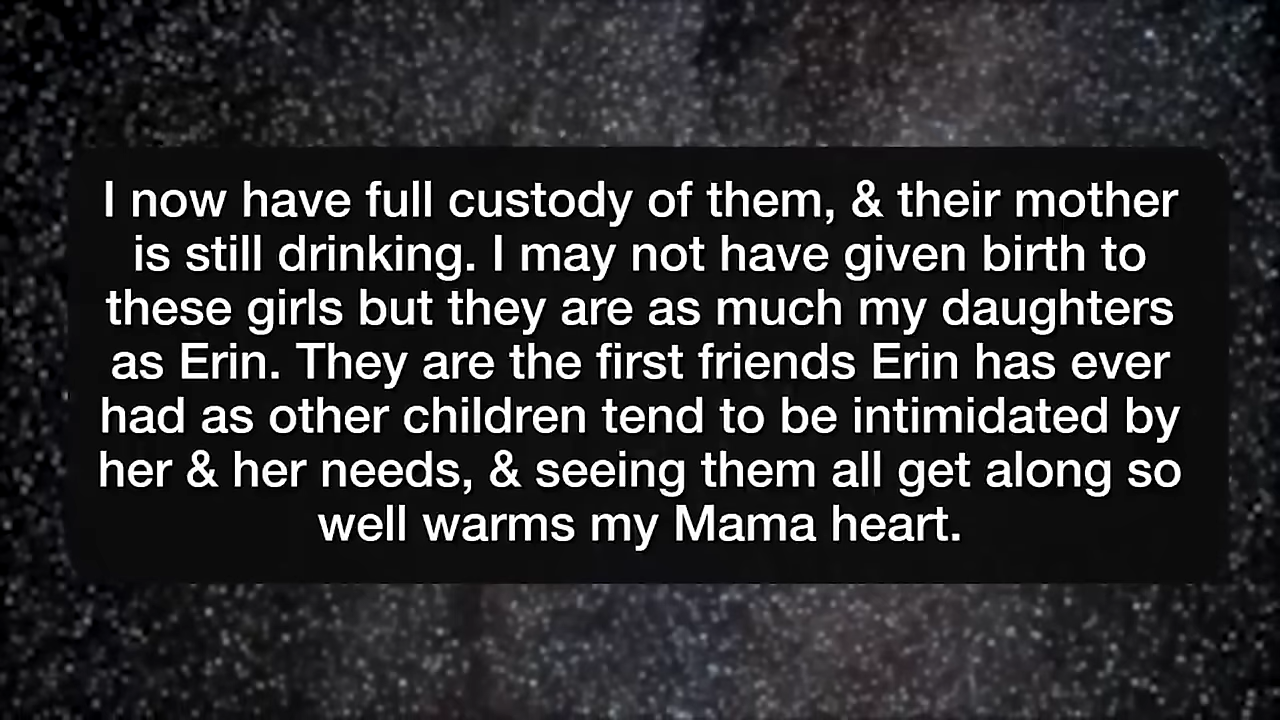 I now have full custody of them, & their mother
is still drinking. I may not have given birth to
these girls but they are as much my daughters
as Erin. They are the first friends Erin has ever
had as other children tend to be intimidated by
her & her needs, & seeing them all get along so
well warms my Mama heart.